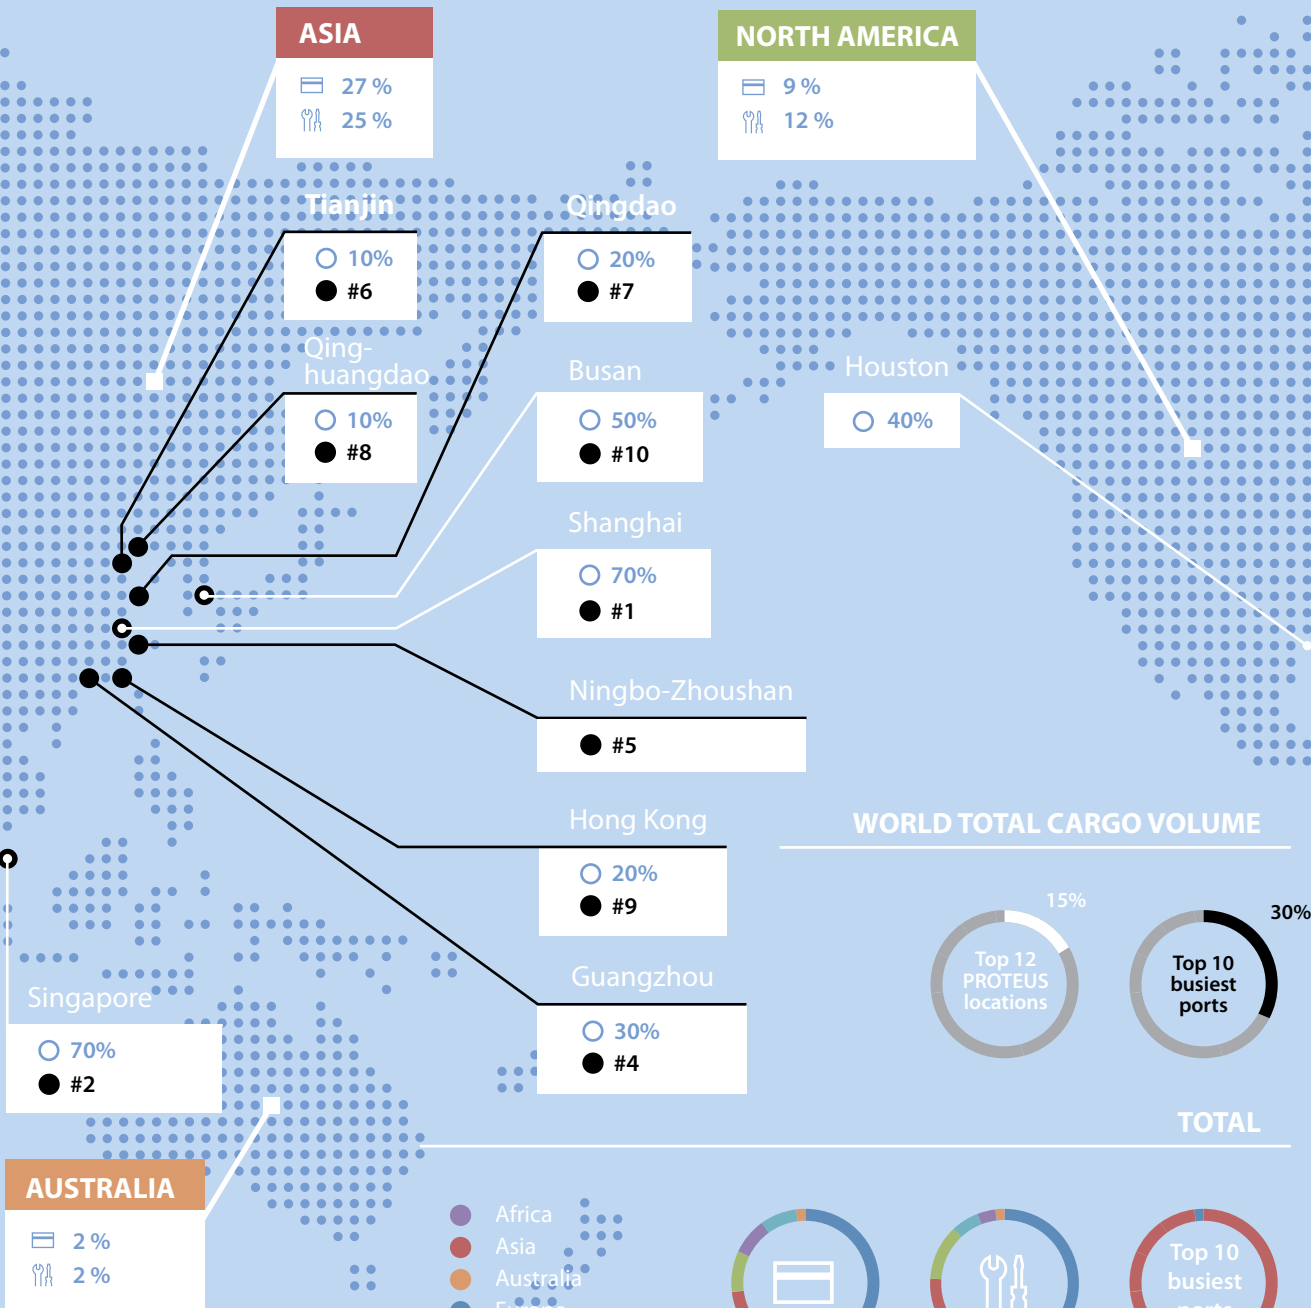 ASIA
27 %
25 %
NORTH AMERICA
9 %
12 %
Tianjin
10%
#6
Qingdao
20%
#7
Qing-
huangdao
10%
#8
Busan
50%
#10
Houston
40%
Shanghai
70%
#1
Ningbo-Zhoushan
#5
Hong Kong
20%
#9
WORLD TOTAL CARGO VOLUME
15%
Top 12
PROTEUS
locations
30%
Top 10
busiest
ports
Guangzhou
30%
#4
Singapore
70%
#2
TOTAL
AUSTRALIA
2 %
2 %
Africa
Asia
Australia
Top 10
busiest